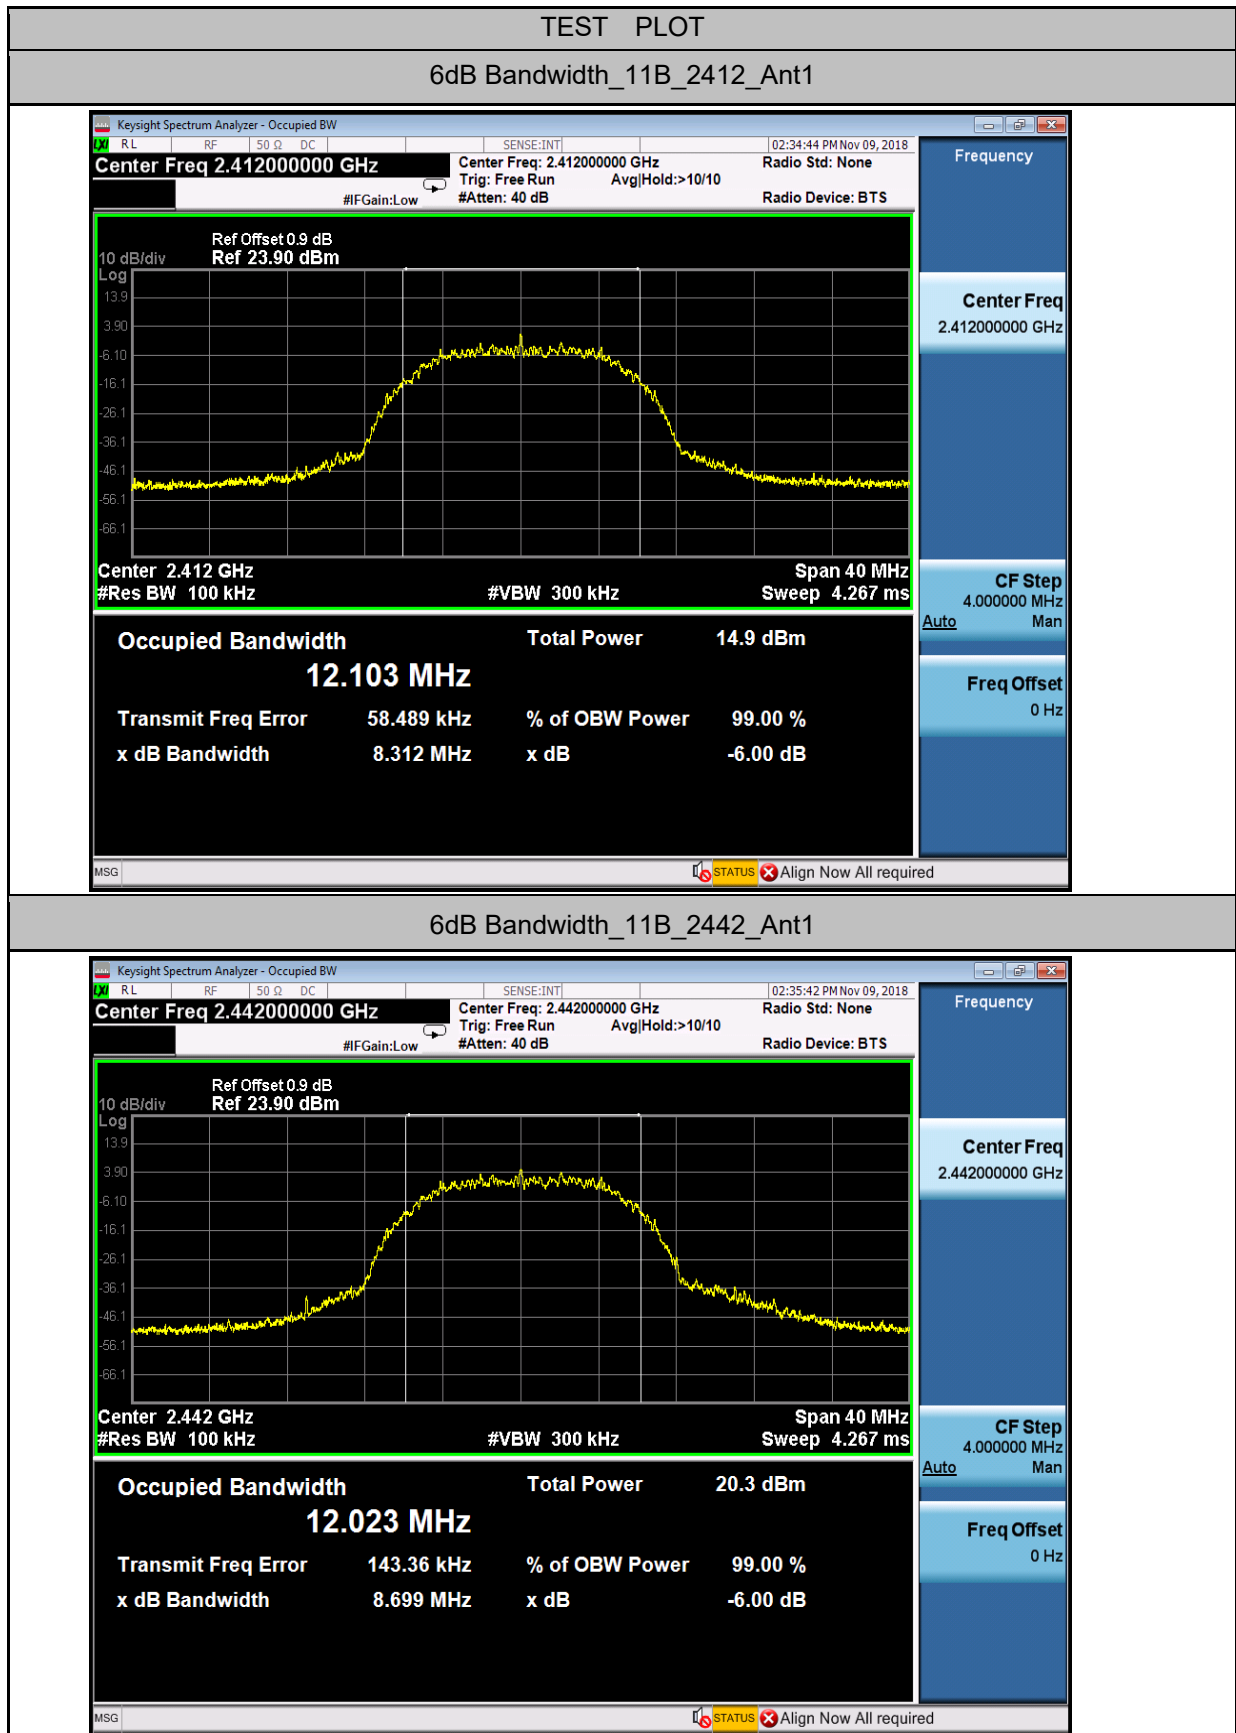 TEST PLOT
6dB Bandwidth_11B_2412_Ant1
Keysight Spectrum Analyzer - Occupied BW
LXI RL RF 50 Ω DC SENSE:INT 02:34:44 PM Nov 09, 2018
Center Freq 2.412000000 GHz Center Freq: 2.412000000 GHz Radio Std: None Frequency
Trig: Free Run Avg|Hold:>10/10
#IFGain:Low #Atten: 40 dB Radio Device: BTS
Ref Offset 0.9 dB
10 dB/div Ref 23.90 dBm
Log
13.9
3.90
-6.10
-16.1
-26.1
-36.1
-46.1
-56.1
-66.1
Center Freq
2.412000000 GHz
Center 2.412 GHz Span 40 MHz
#Res BW 100 kHz #VBW 300 kHz Sweep 4.267 ms
CF Step
4.000000 MHz
Auto Man
Occupied Bandwidth Total Power 14.9 dBm
12.103 MHz
Freq Offset
0 Hz
Transmit Freq Error 58.489 kHz % of OBW Power 99.00 %
x dB Bandwidth 8.312 MHz x dB -6.00 dB
MSG STATUS Align Now All required
6dB Bandwidth_11B_2442_Ant1
Keysight Spectrum Analyzer - Occupied BW
LXI RL RF 50 Ω DC SENSE:INT 02:35:42 PM Nov 09, 2018
Center Freq 2.442000000 GHz Center Freq: 2.442000000 GHz Radio Std: None Frequency
Trig: Free Run Avg|Hold:>10/10
#IFGain:Low #Atten: 40 dB Radio Device: BTS
Ref Offset 0.9 dB
10 dB/div Ref 23.90 dBm
Log
13.9
3.90
-6.10
-16.1
-26.1
-36.1
-46.1
-56.1
-66.1
Center Freq
2.442000000 GHz
Center 2.442 GHz Span 40 MHz
#Res BW 100 kHz #VBW 300 kHz Sweep 4.267 ms
CF Step
4.000000 MHz
Auto Man
Occupied Bandwidth Total Power 20.3 dBm
12.023 MHz
Freq Offset
0 Hz
Transmit Freq Error 143.36 kHz % of OBW Power 99.00 %
x dB Bandwidth 8.699 MHz x dB -6.00 dB
MSG STATUS Align Now All required